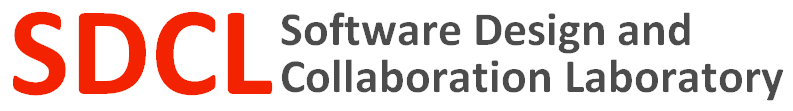 SDCL
Software Design and
Collaboration Laboratory